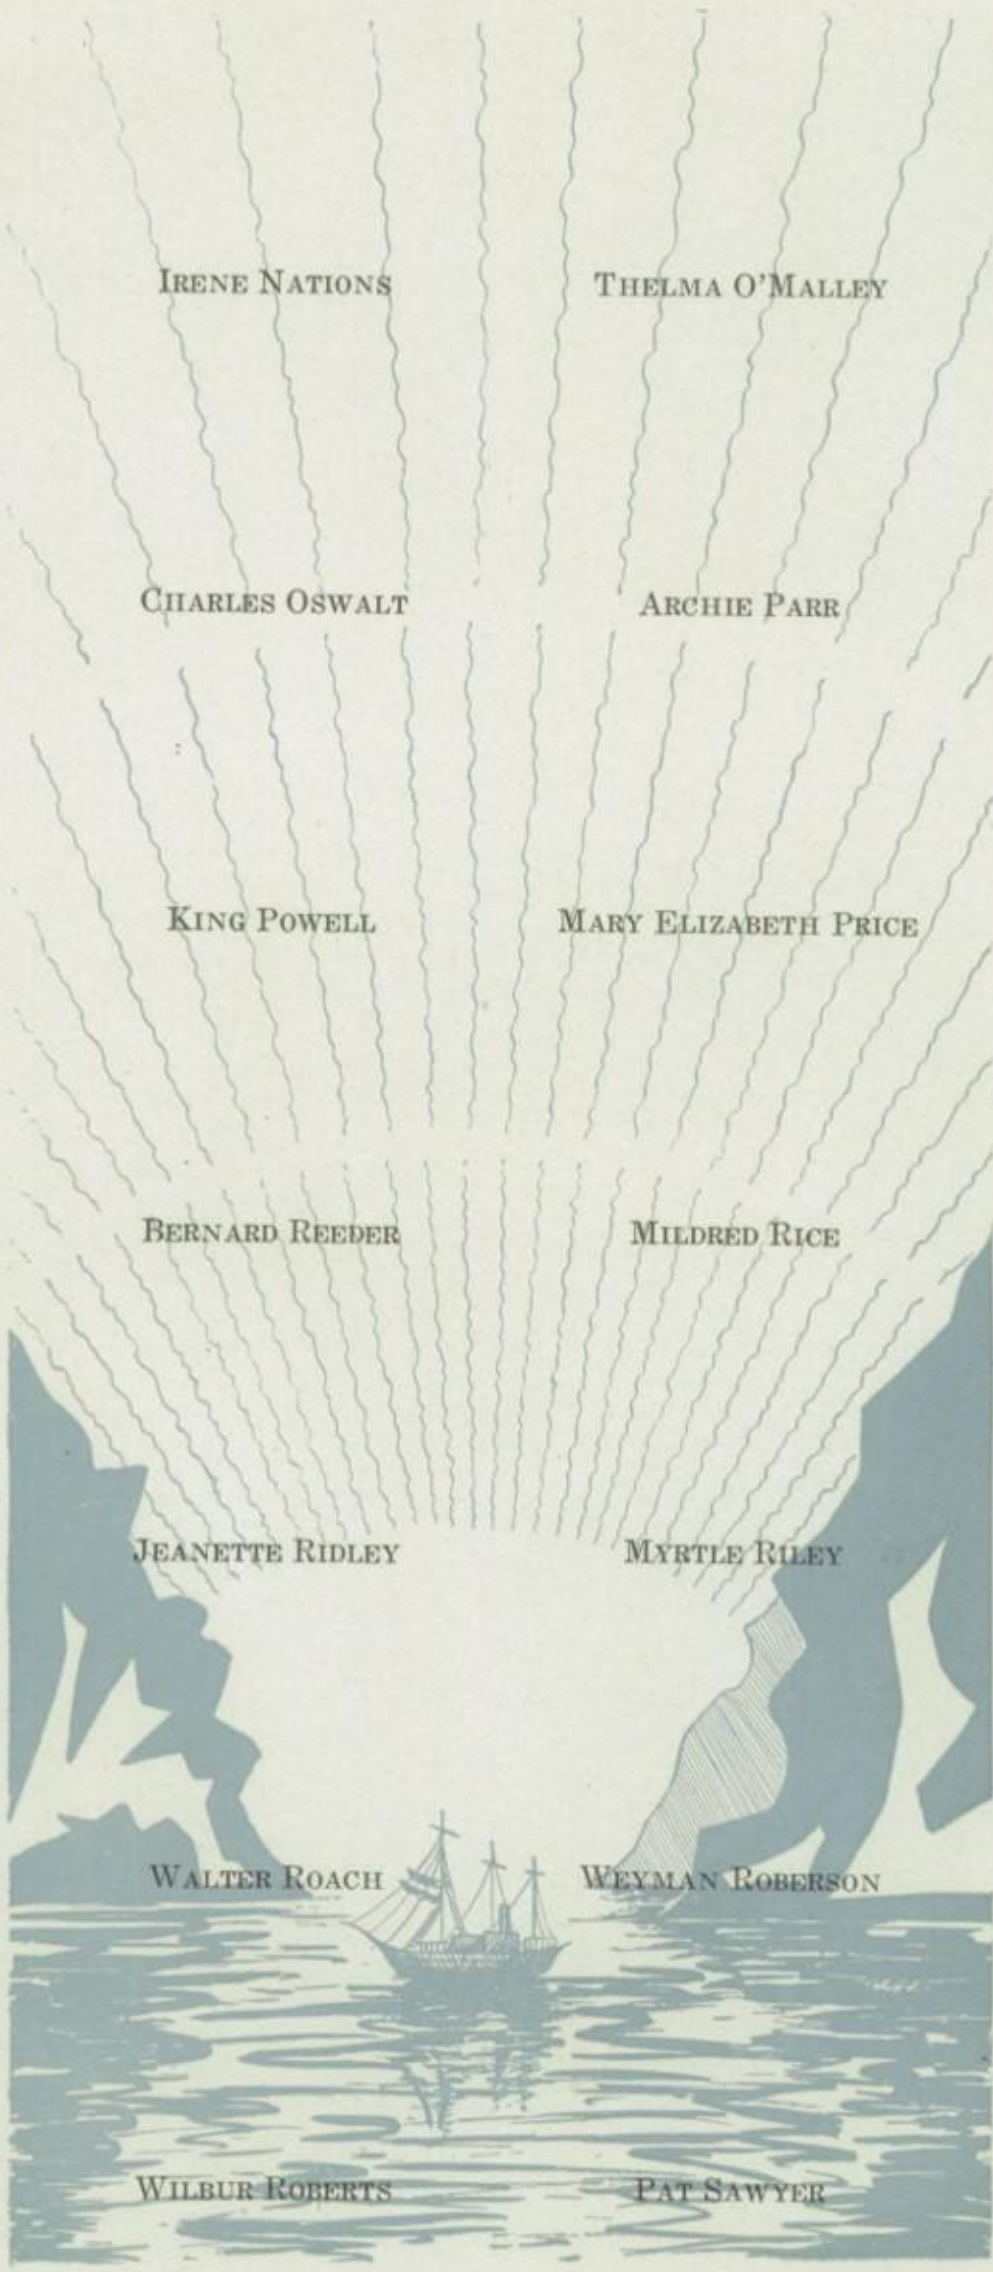 IRENE NATIONS THELMA O'MALLEY
CHARLES OSWALT ARCHIE PARR
KING POWELL MARY ELIZABETH PRICE
BERNARD REEDER MILDRED RICE
JEANETTE RIDLEY MYRTLE RILEY
WALTER ROACH WEYMAN ROBERSON
WILBUR ROBERTS PAT SAWYER